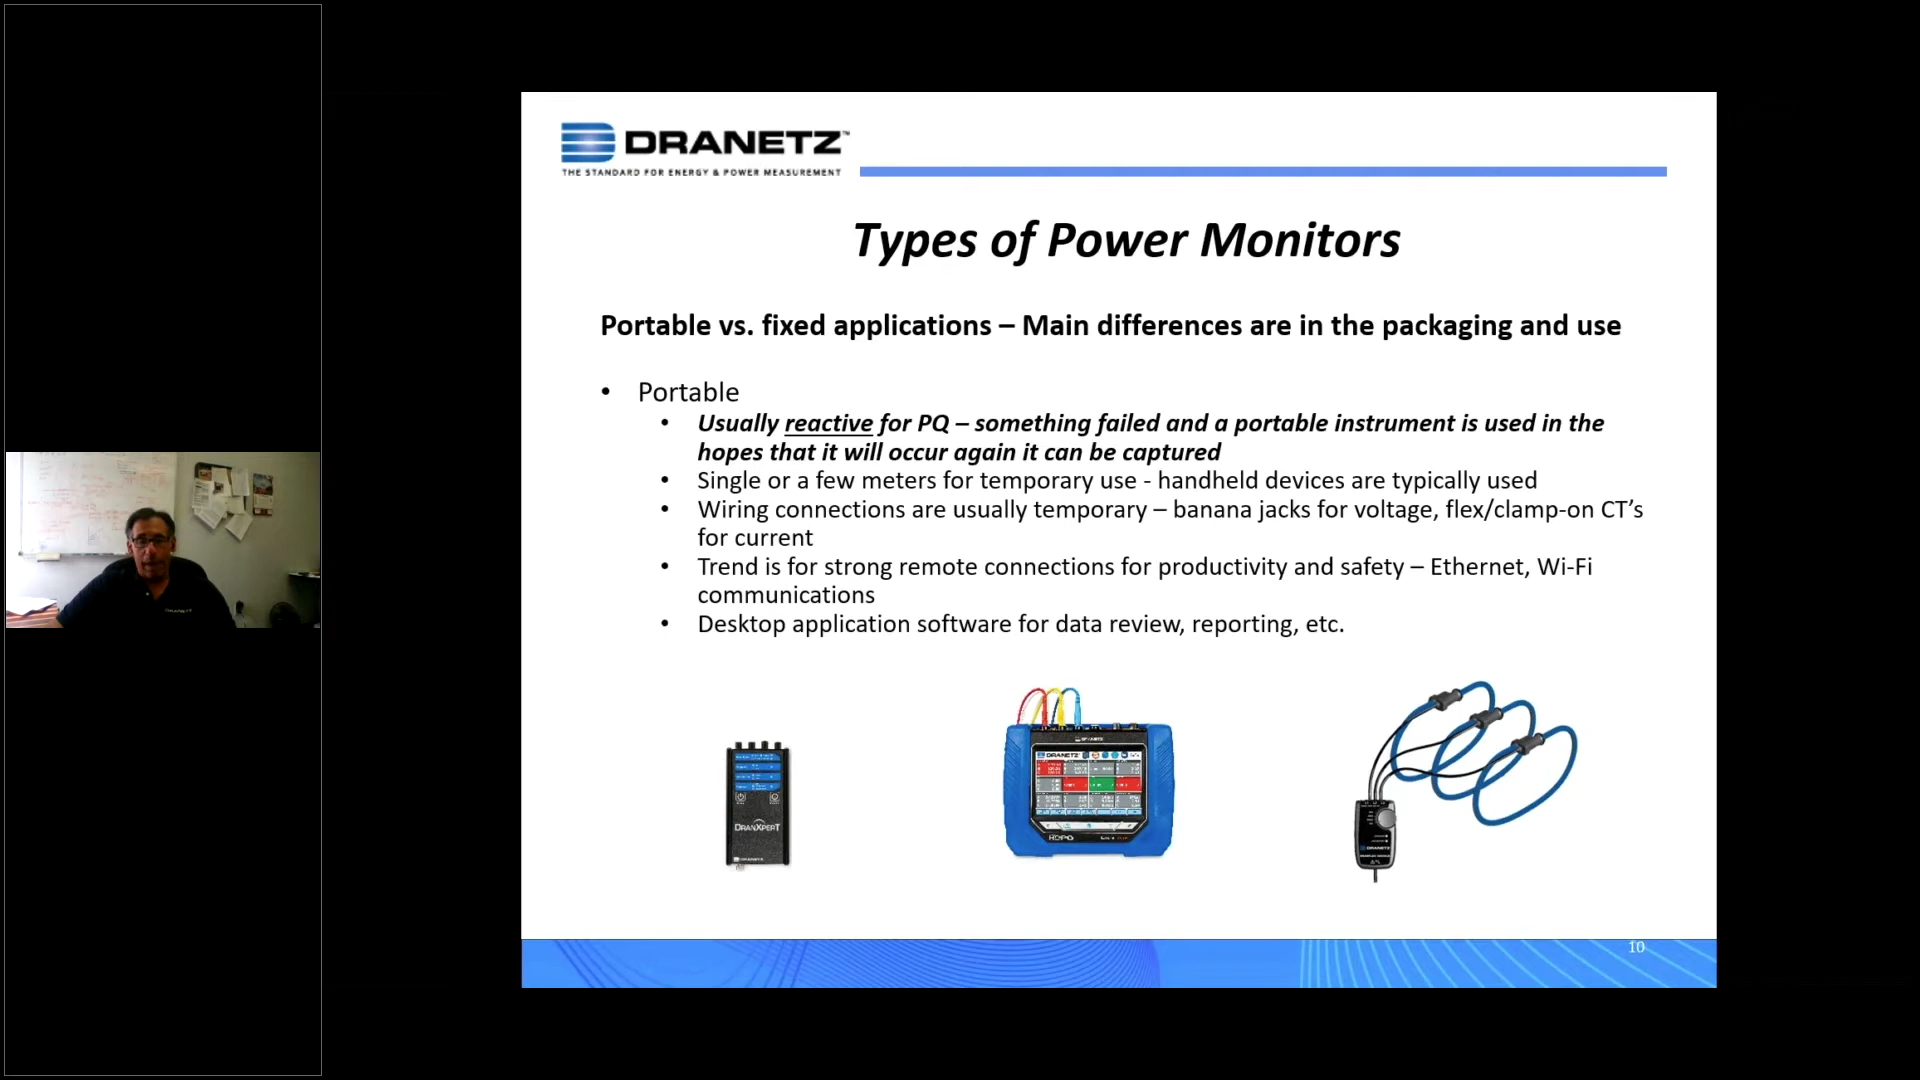 DRANETZ™
THE STANDARD FOR ENERGY & POWER MEASUREMENT
Types of Power Monitors
Portable vs. fixed applications – Main differences are in the packaging and use
• Portable
• Usually reactive for PQ – something failed and a portable instrument is used in the
hopes that it will occur again it can be captured
• Single or a few meters for temporary use - handheld devices are typically used
• Wiring connections are usually temporary – banana jacks for voltage, flex/clamp-on CT’s
for current
• Trend is for strong remote connections for productivity and safety – Ethernet, Wi-Fi
communications
• Desktop application software for data review, reporting, etc.
DRANXPERT
DRANETZ
DRANETZ
DRANETZ
HDPQ
DRANETZ
10
DRANETZ